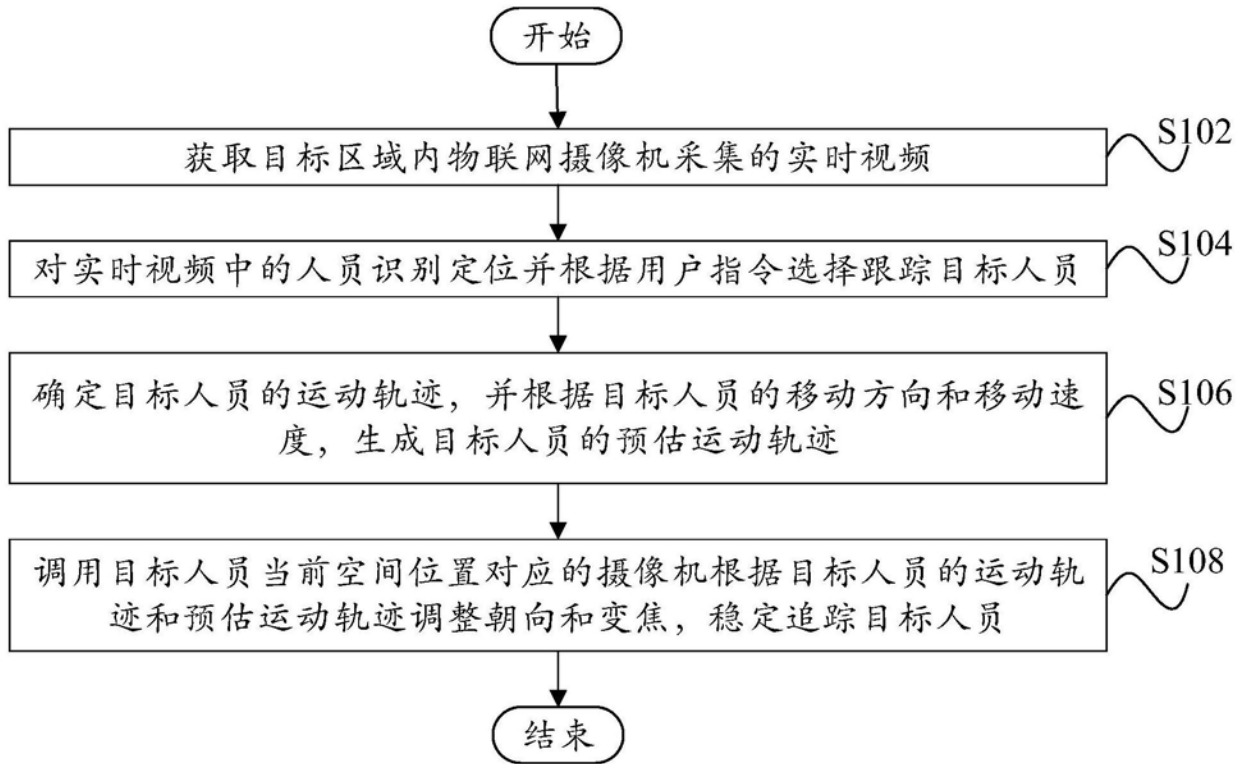 开始
S102
获取目标区域内物联网摄像机采集的实时视频
S104
对实时视频中的人员识别定位并根据用户指令选择跟踪目标人员
S106
确定目标人员的运动轨迹，并根据目标人员的移动方向和移动速
度，生成目标人员的预估运动轨迹
S108
调用目标人员当前空间位置对应的摄像机根据目标人员的运动轨
迹和预估运动轨迹调整朝向和变焦，稳定追踪目标人员
结束